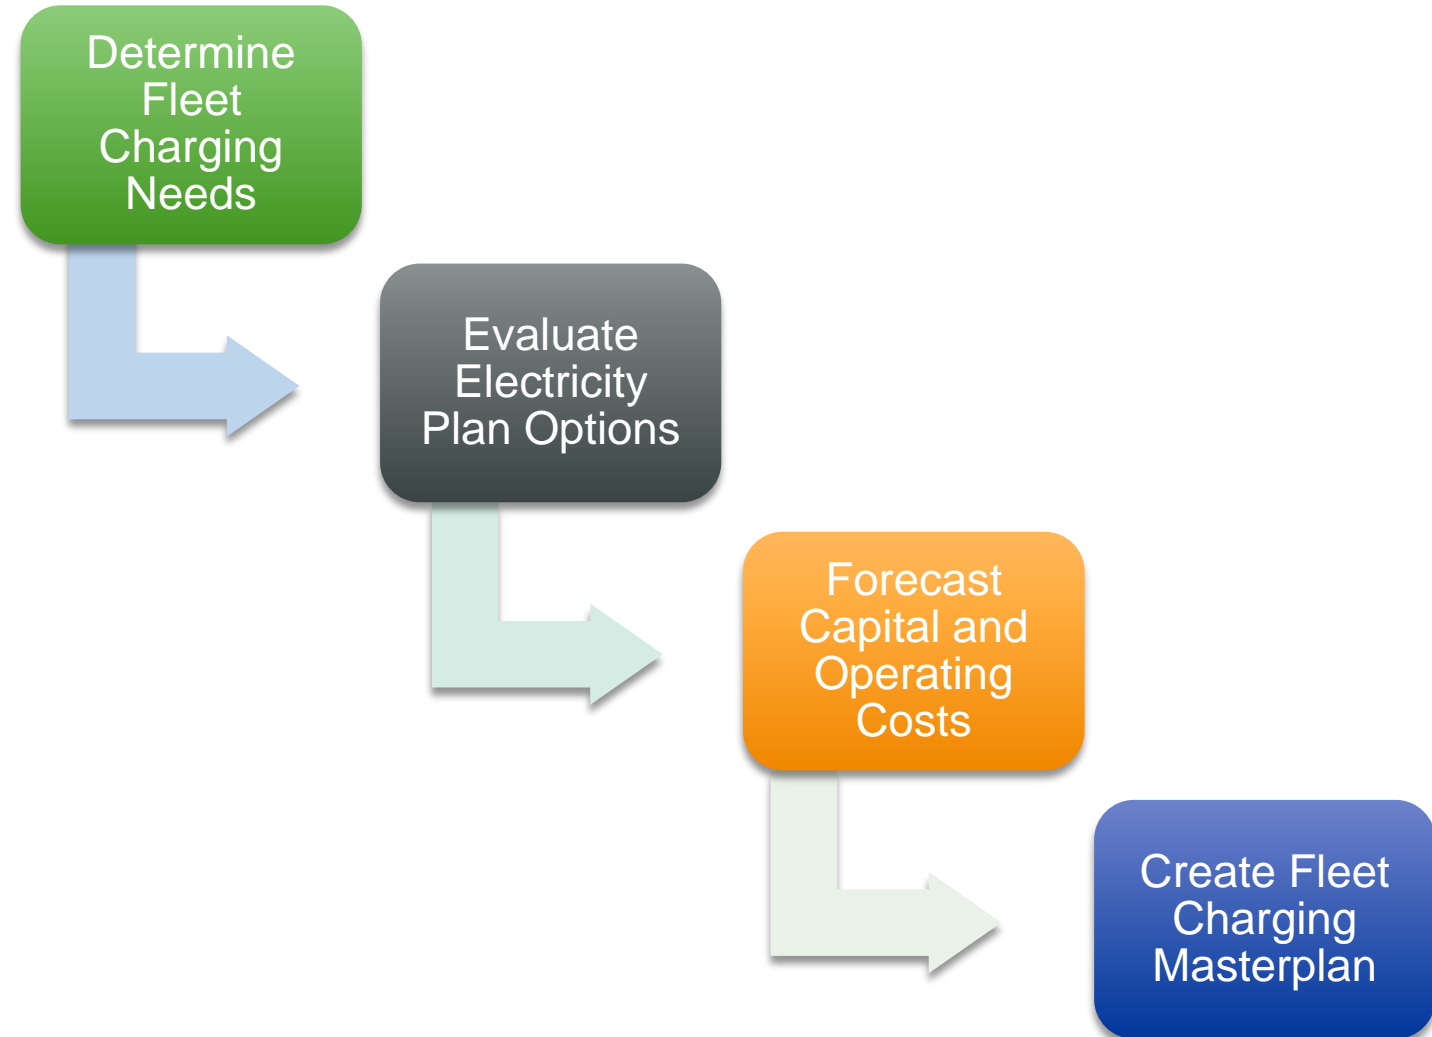 Determine
Fleet
Charging
Needs
Evaluate
Electricity
Plan Options
Forecast
Capital and
Operating
Costs
Create Fleet
Charging
Masterplan